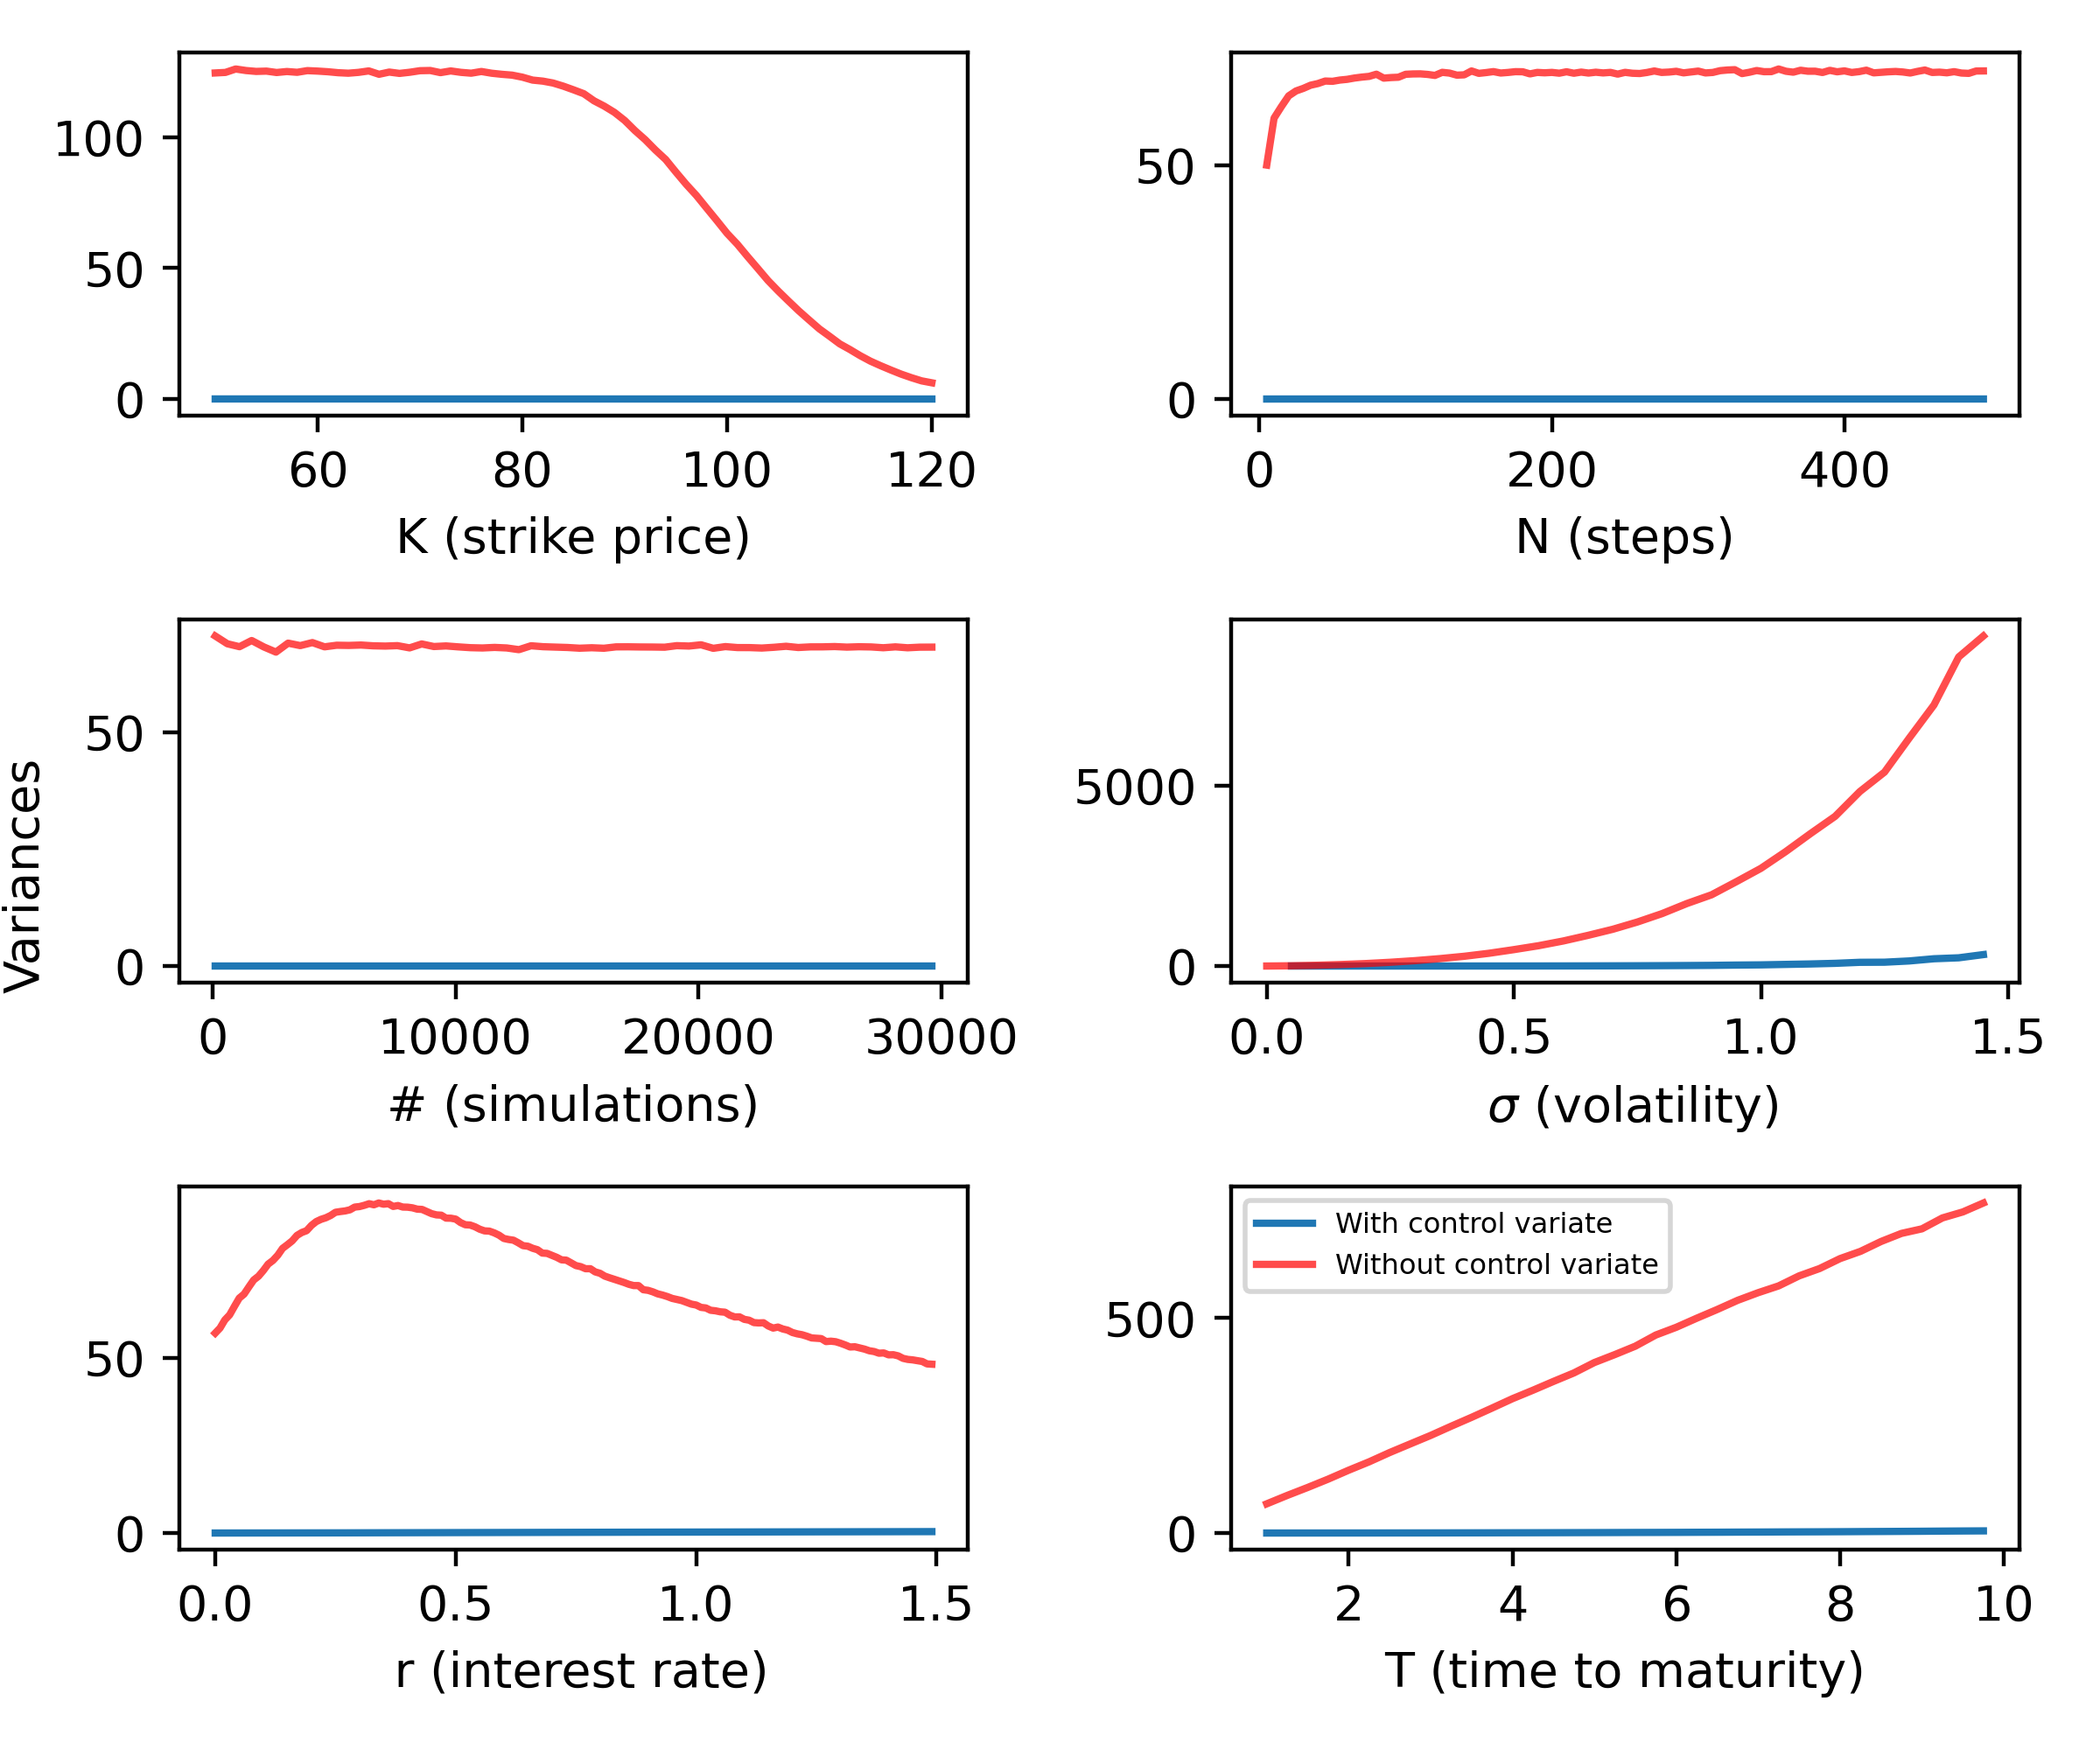 100
50
0
60 80 100 120
K (strike price)
50
0
0 200 400
N (steps)
Variances
50
0
0 10000 20000 30000
# (simulations)
5000
0
0.0 0.5 1.0 1.5
σ (volatility)
50
0
0.0 0.5 1.0 1.5
r (interest rate)
With control variate
Without control variate
500
0
2 4 6 8 10
T (time to maturity)